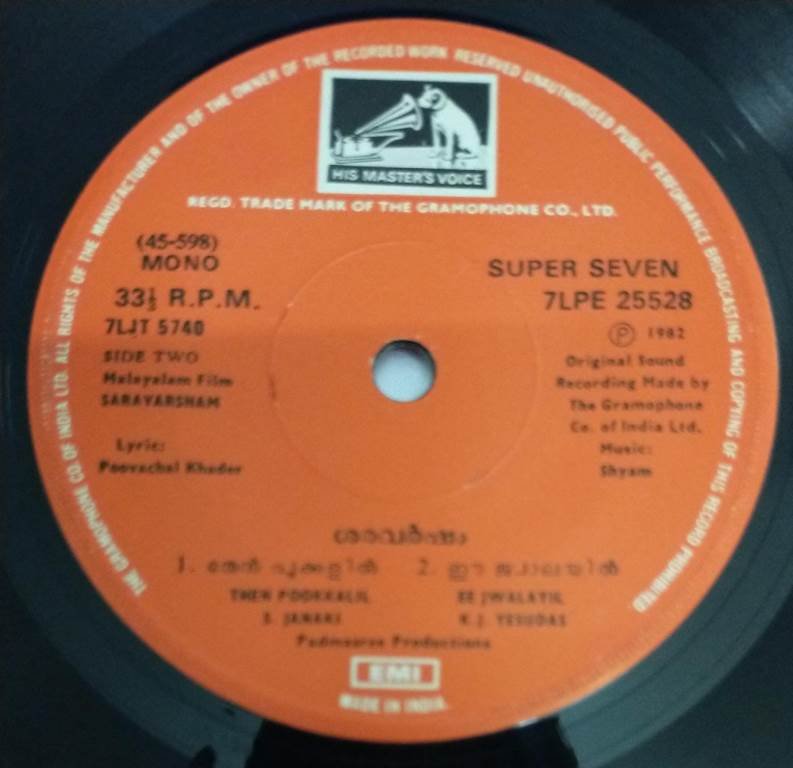 THE GRAMOPHONE CO. OF INDIA LTD. ALL RIGHTS OF THE MANUFACTURER AND OF THE OWNER OF THE RECORDED WORK RESERVED UNAUTHORISED PUBLIC PERFORMANCE BROADCASTING AND COPYING OF THIS RECORD PROHIBITED
HIS MASTER'S VOICE
REGD. TRADE MARK OF THE GRAMOPHONE CO., LTD.
(45-598)
MONO
33⅓ R.P.M.
7LJT 5740
SIDE TWO
Malayalam Film
SARAVARSHAM
Lyric:
Poovachal Khader
SUPER SEVEN
7LPE 25528
℗ 1982
Original Sound
Recording Made by
The Gramophone
Co. of India Ltd.
Music:
Shyam
ശരവർഷം
1. തേൻ പൂക്കളിൽ 2. ഈ ജ്വാലയിൽ
THEN POOKKALIL EE JWALAYIL
S. JANAKI K.J. YESUDAS
Productions
EMI
MADE IN INDIA.